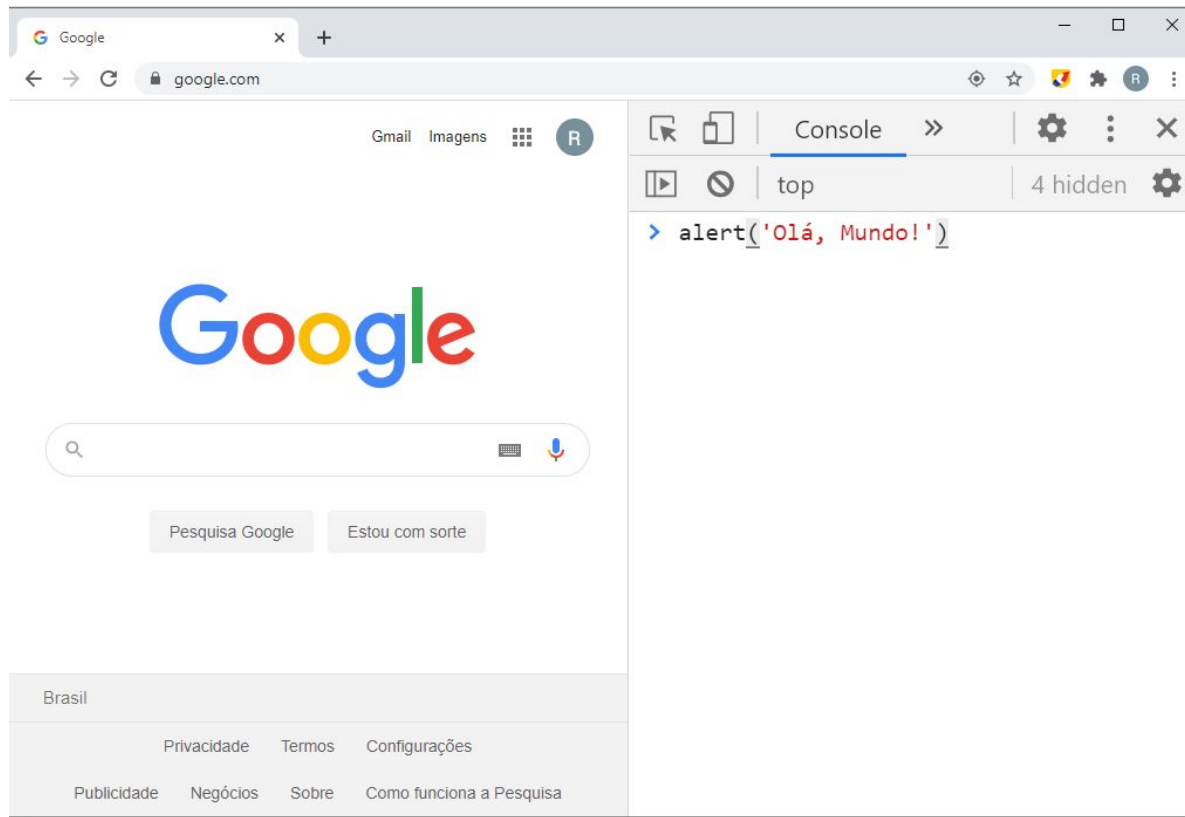 Google
google.com
R
Gmail Imagens R
Google
Pesquisa Google Estou com sorte
Brasil
Privacidade Termos Configurações
Publicidade Negócios Sobre Como funciona a Pesquisa
Console
top 4 hidden
alert('Olá, Mundo!')